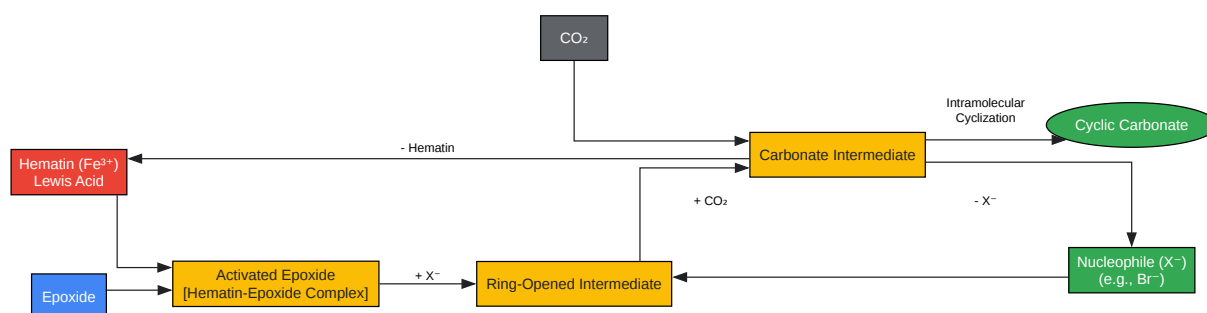 CO₂
Intramolecular
Cyclization
Cyclic Carbonate
- Hematin
Carbonate Intermediate
Hematin (Fe³⁺)
Lewis Acid
+ CO₂
- X⁻
Nucleophile (X⁻)
(e.g., Br⁻)
Activated Epoxide
[Hematin-Epoxide Complex]
+ X⁻
Ring-Opened Intermediate
Epoxide